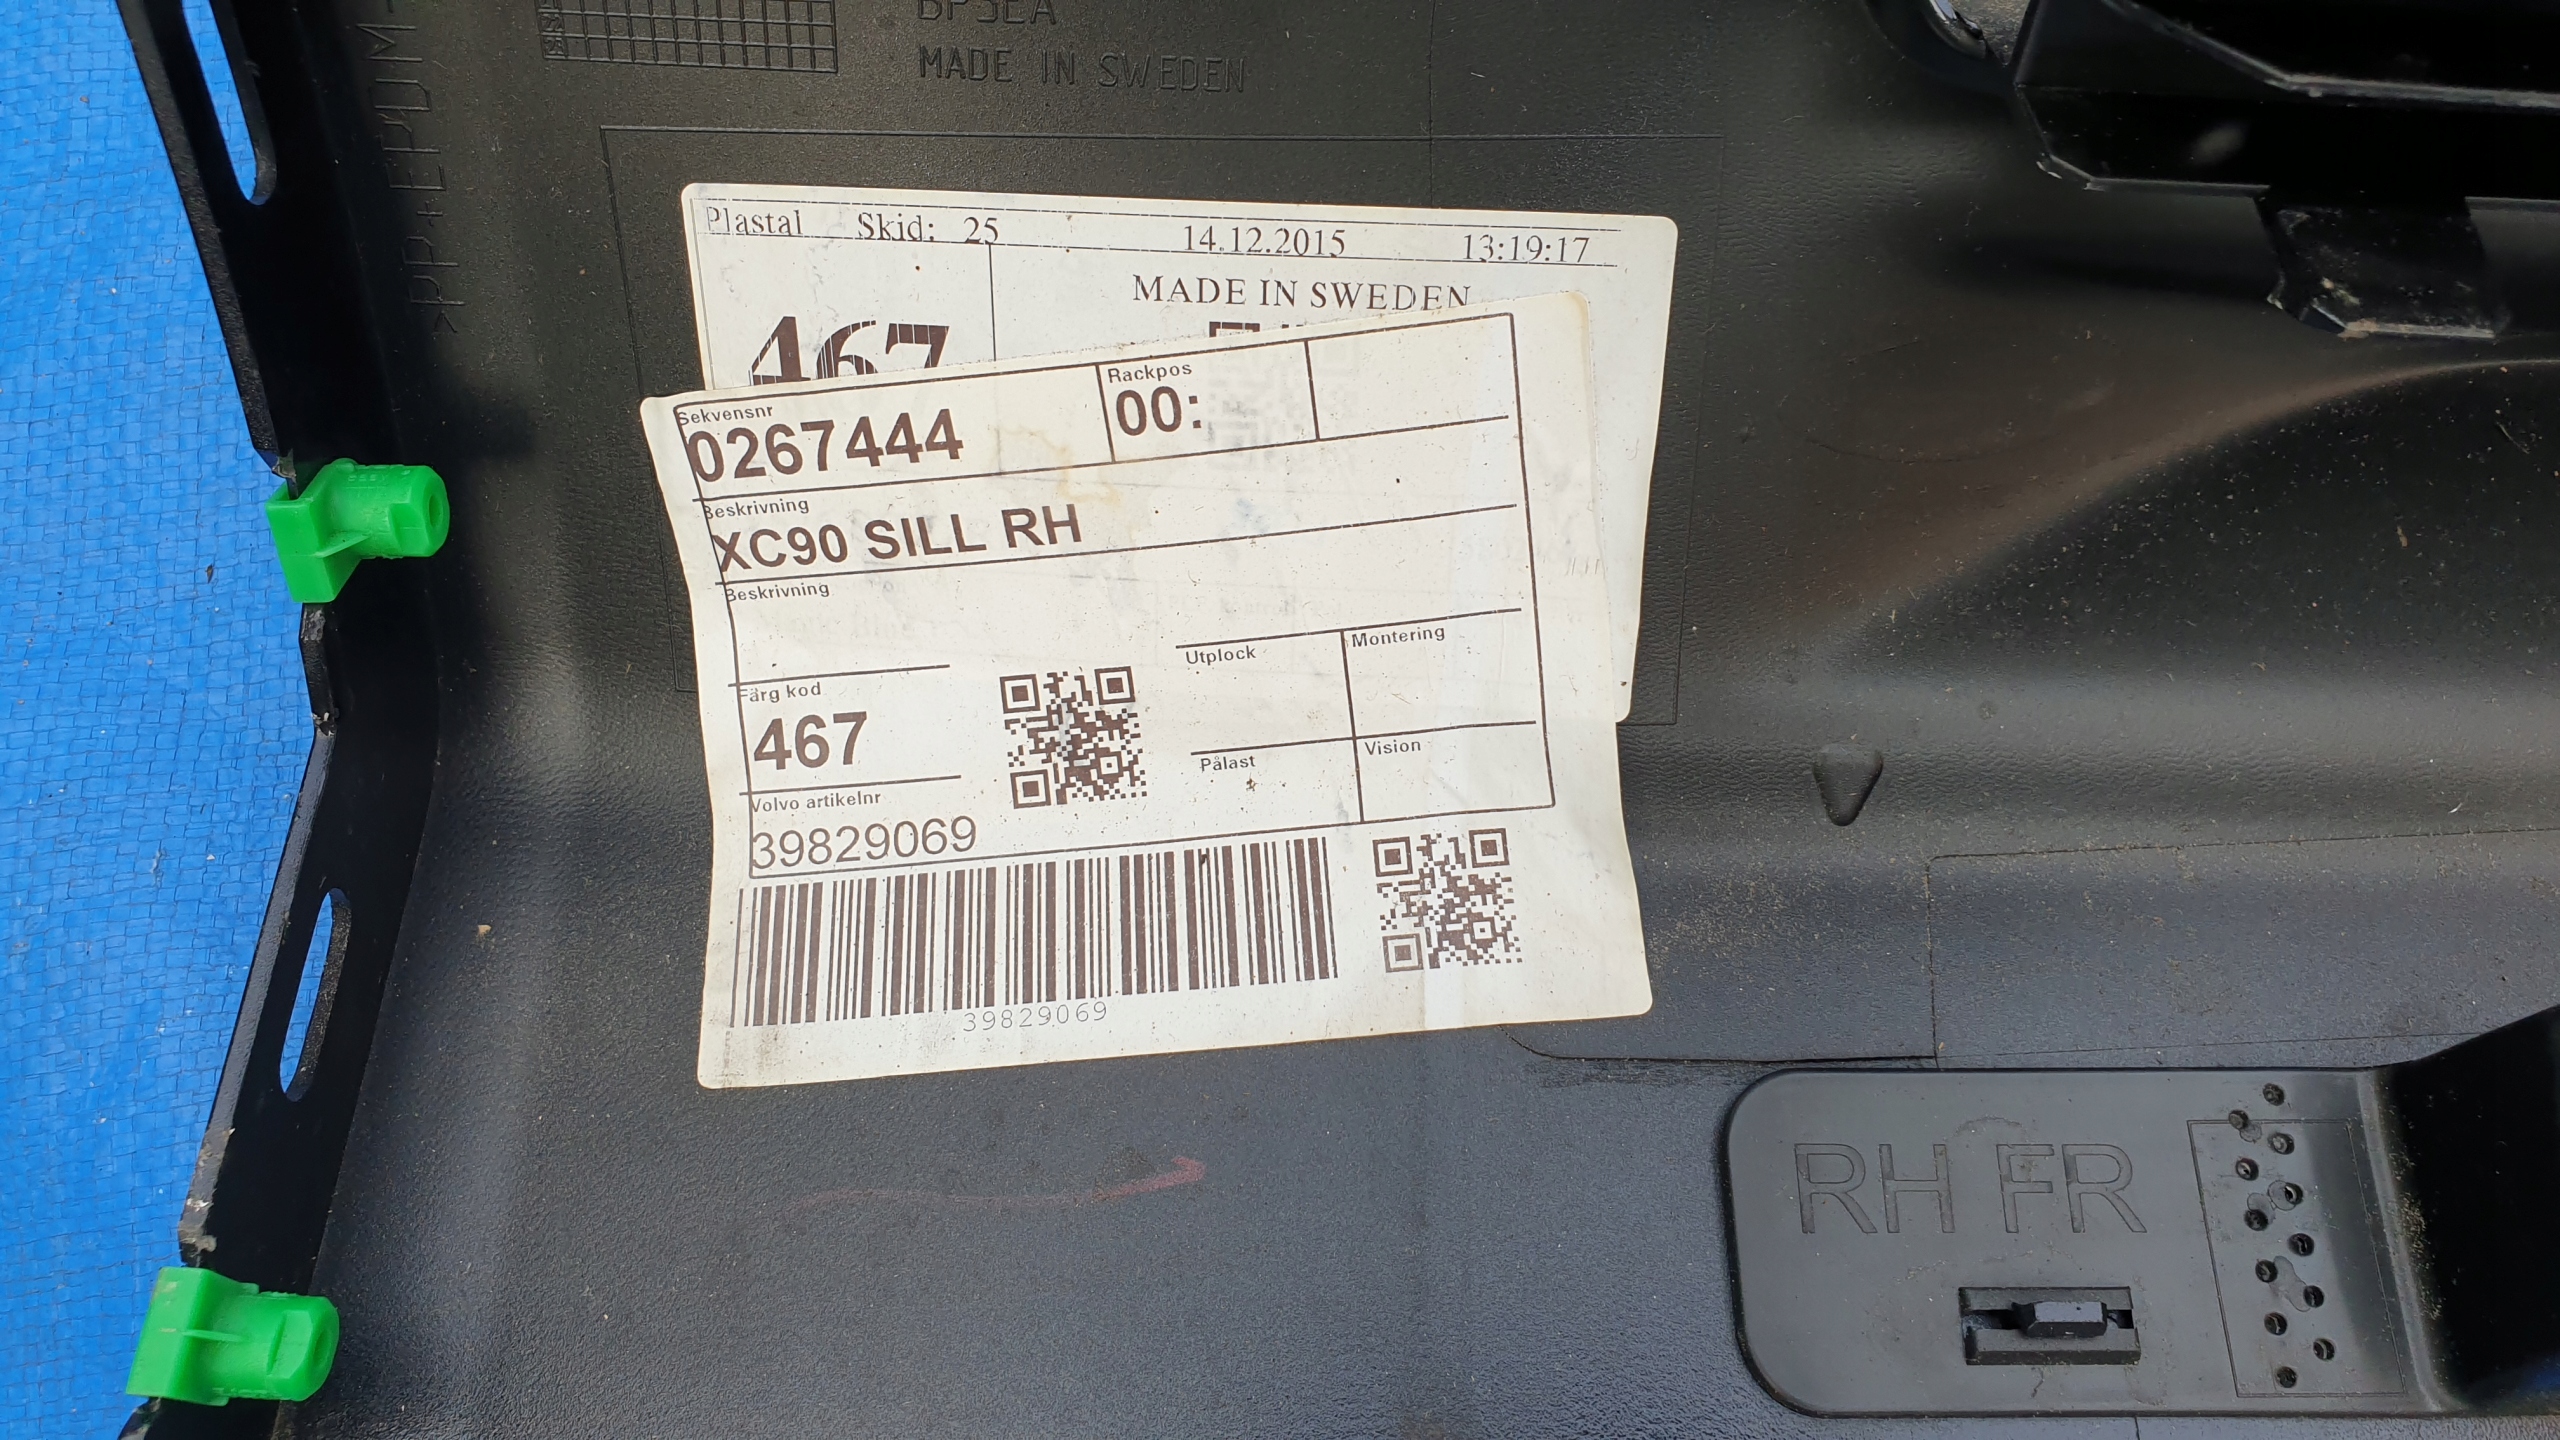 MADE IN SWEDEN
Plastal Skid: 25 14.12.2015 13:19:17
MADE IN SWEDEN
467
Sekvensnr
0267444
Rackpos
00:
Beskrivning
XC90 SILL RH
Beskrivning
Färg kod
467
Utplock
Montering
Pålast
Vision
Volvo artikelnr
39829069
39829069
RH FR